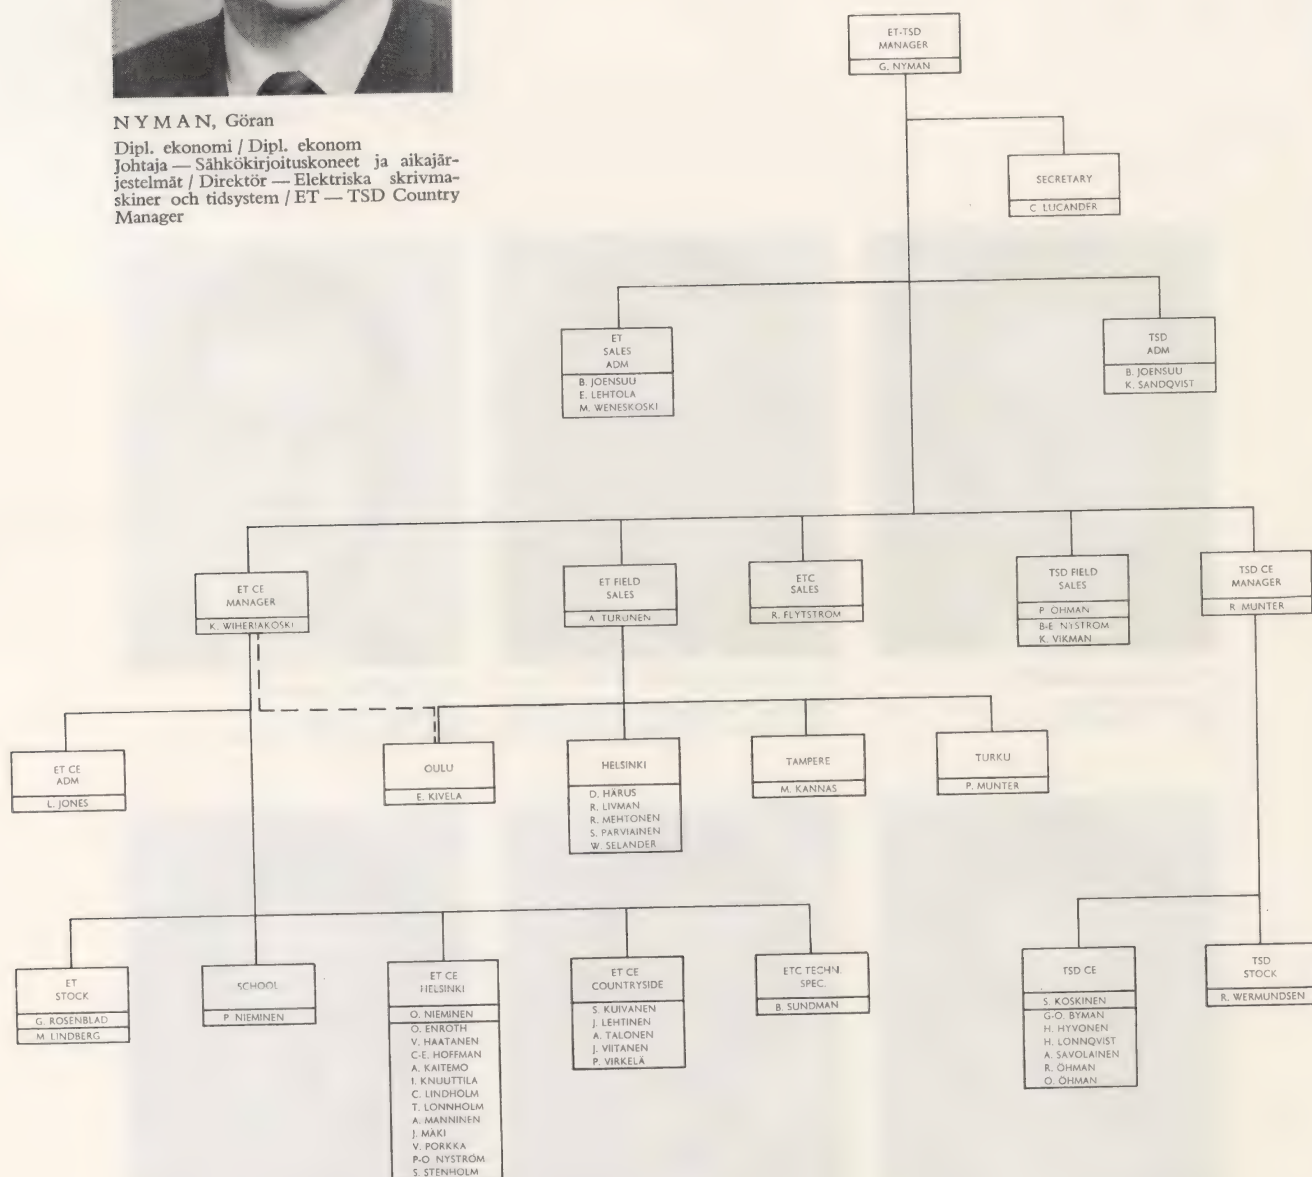 NYMAN, Göran
Dipl. ekonomi / Dipl. ekonom
Johtaja — Sähkökirjoituskoneet ja aikajär-
jestelmät / Direktör — Elektriska skrivma-
skiner och tidsystem / ET — TSD Country
Manager
ET-TSD
MANAGER
G. NYMAN
SECRETARY
C LUCANDER
ET
SALES
ADM
B. JOENSUU
E. LEHTOLA
M. WENESKOSKI
TSD
ADM
B. JOENSUU
K. SANDQVIST
ET CE
MANAGER
K. WIHERIAKOSKI
ET FIELD
SALES
A TURUNEN
ETC
SALES
R. FLYTSTROM
TSD FIELD
SALES
P OHMAN
B-E NYSTROM
K. VIKMAN
TSD CE
MANAGER
R MUNTER
ET CE
ADM
L. JONES
OULU
E. KIVELA
HELSINKI
D. HARUS
R. LIVMAN
R. MEHTONEN
S. PARVIAINEN
W. SELANDER
TAMPERE
M. KANNAS
TURKU
P. MUNTER
ET
STOCK
G. ROSENBLAD
M LINDBERG
SCHOOL
P NIEMINEN
ET CE
HELSINKI
O. NIEMINEN
O. ENROTH
V. HAATANEN
C-E. HOFFMAN
A. KAITEMO
I. KNUUTTILA
C. LINDHOLM
T. LONNHOLM
A. MANNINEN
J. MAKI
V. PORKKA
P-O NYSTRÖM
S. STENHOLM
ET CE
COUNTRYSIDE
S. KUIVANEN
J. LEHTINEN
A. TALONEN
J. VIITANEN
P. VIRKELÄ
ETC TECHN.
SPEC.
B. SUNDMAN
TSD CE
S. KOSKINEN
G-O. BYMAN
H. HYVONEN
H. LONNQVIST
A. SAVOLAINEN
R. ÖHMAN
O. ÖHMAN
TSD
STOCK
R. WERMUNDSEN